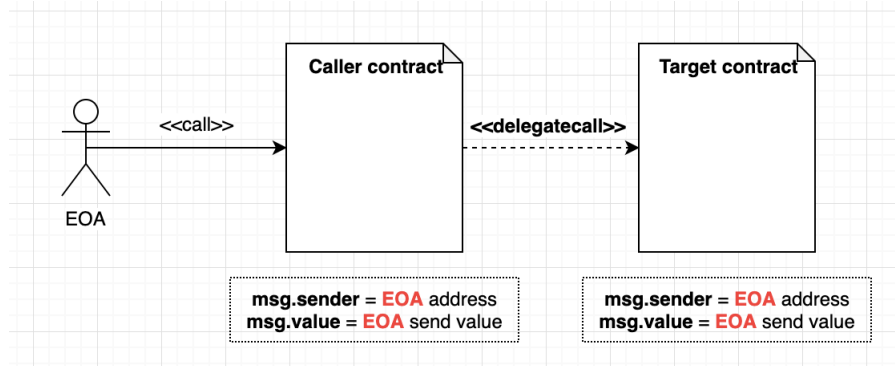 Caller contract
Target contract
<<call>>
<<delegatecall>>
EOA
msg.sender = EOA address
msg.value = EOA send value
msg.sender = EOA address
msg.value = EOA send value